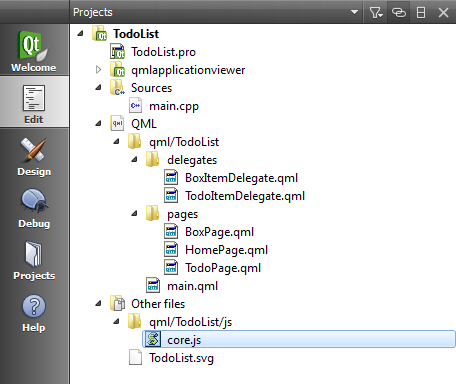 Projects
Qt
Welcome
Edit
Design
Debug
Projects
Help
TodoList
TodoList.pro
qmlapplicationviewer
Sources
main.cpp
QML
qml/TodoList
delegates
BoxItemDelegate.qml
TodoItemDelegate.qml
pages
BoxPage.qml
HomePage.qml
TodoPage.qml
main.qml
Other files
qml/TodoList/js
core.js
TodoList.svg